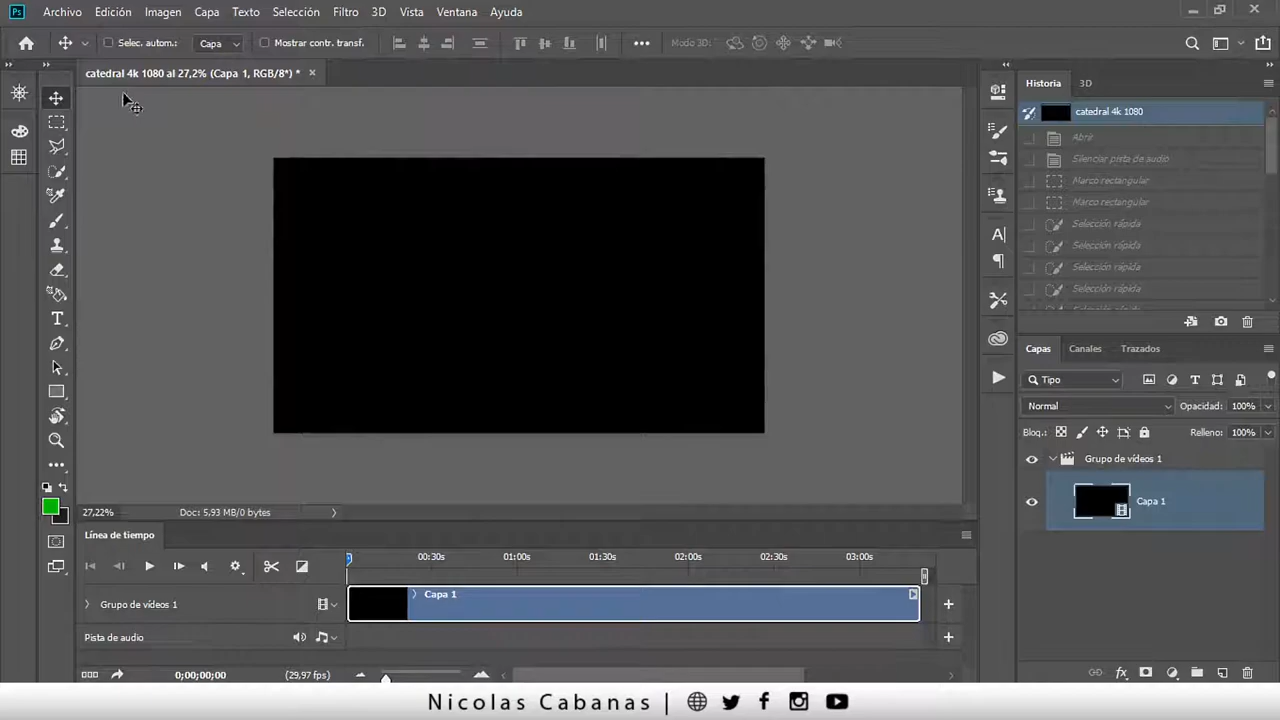 Ps Archivo Edición Imagen Capa Texto Selección Filtro 3D Vista Ventana Ayuda
Selec. autom.: Capa Mostrar contr. transf. Modo 3D:
catedral 4k 1080 al 27,2% (Capa 1, RGB/8*) *
Historia 3D
catedral 4k 1080
Abrir
Silenciar pista de audio
Marco rectangular
Marco rectangular
Selección rápida
Selección rápida
Selección rápida
Selección rápida
Capas Canales Trazados
Tipo
Normal Opacidad: 100%
Bloq.: Relleno: 100%
Grupo de vídeos 1
Capa 1
27,22% Doc: 5,93 MB/0 bytes
Línea de tiempo
00:30s 01:00s 01:30s 02:00s 02:30s 03:00s
Grupo de vídeos 1 Capa 1
Pista de audio
0;00;00;00 (29,97 fps)
Nicolas Cabanas |